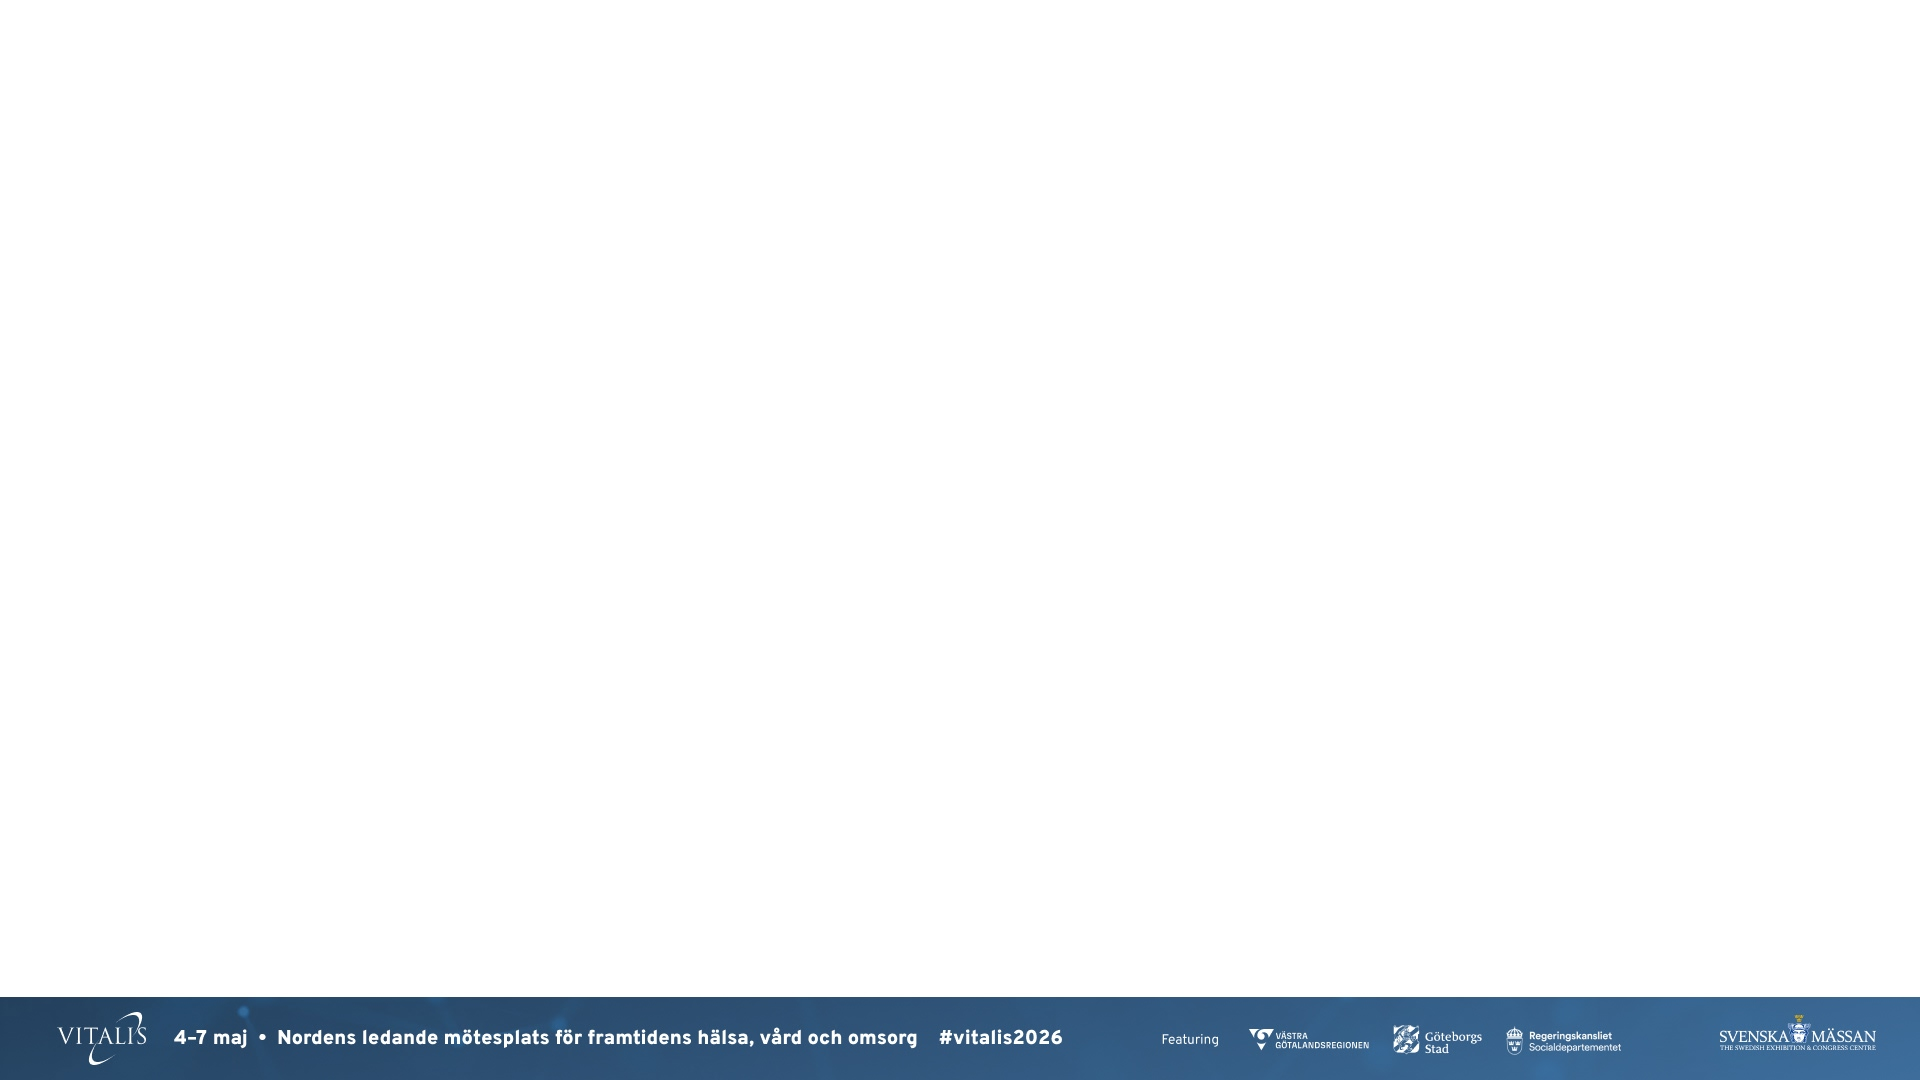 VITALIS
4–7 maj • Nordens ledande mötesplats för framtidens hälsa, vård och omsorg #vitalis2026
Featuring
VÄSTRA
GÖTALANDSREGIONEN
Göteborgs
Stad
Regeringskansliet
Socialdepartementet
SVENSKA MÄSSAN
THE SWEDISH EXHIBITION & CONGRESS CENTRE